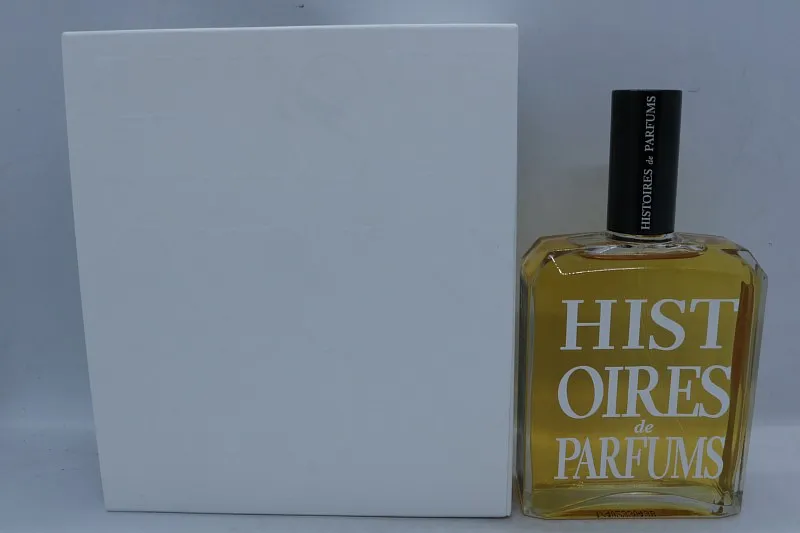 HISTOIRES de PARFUMS
HIST
OIRES
de
PARFUMS